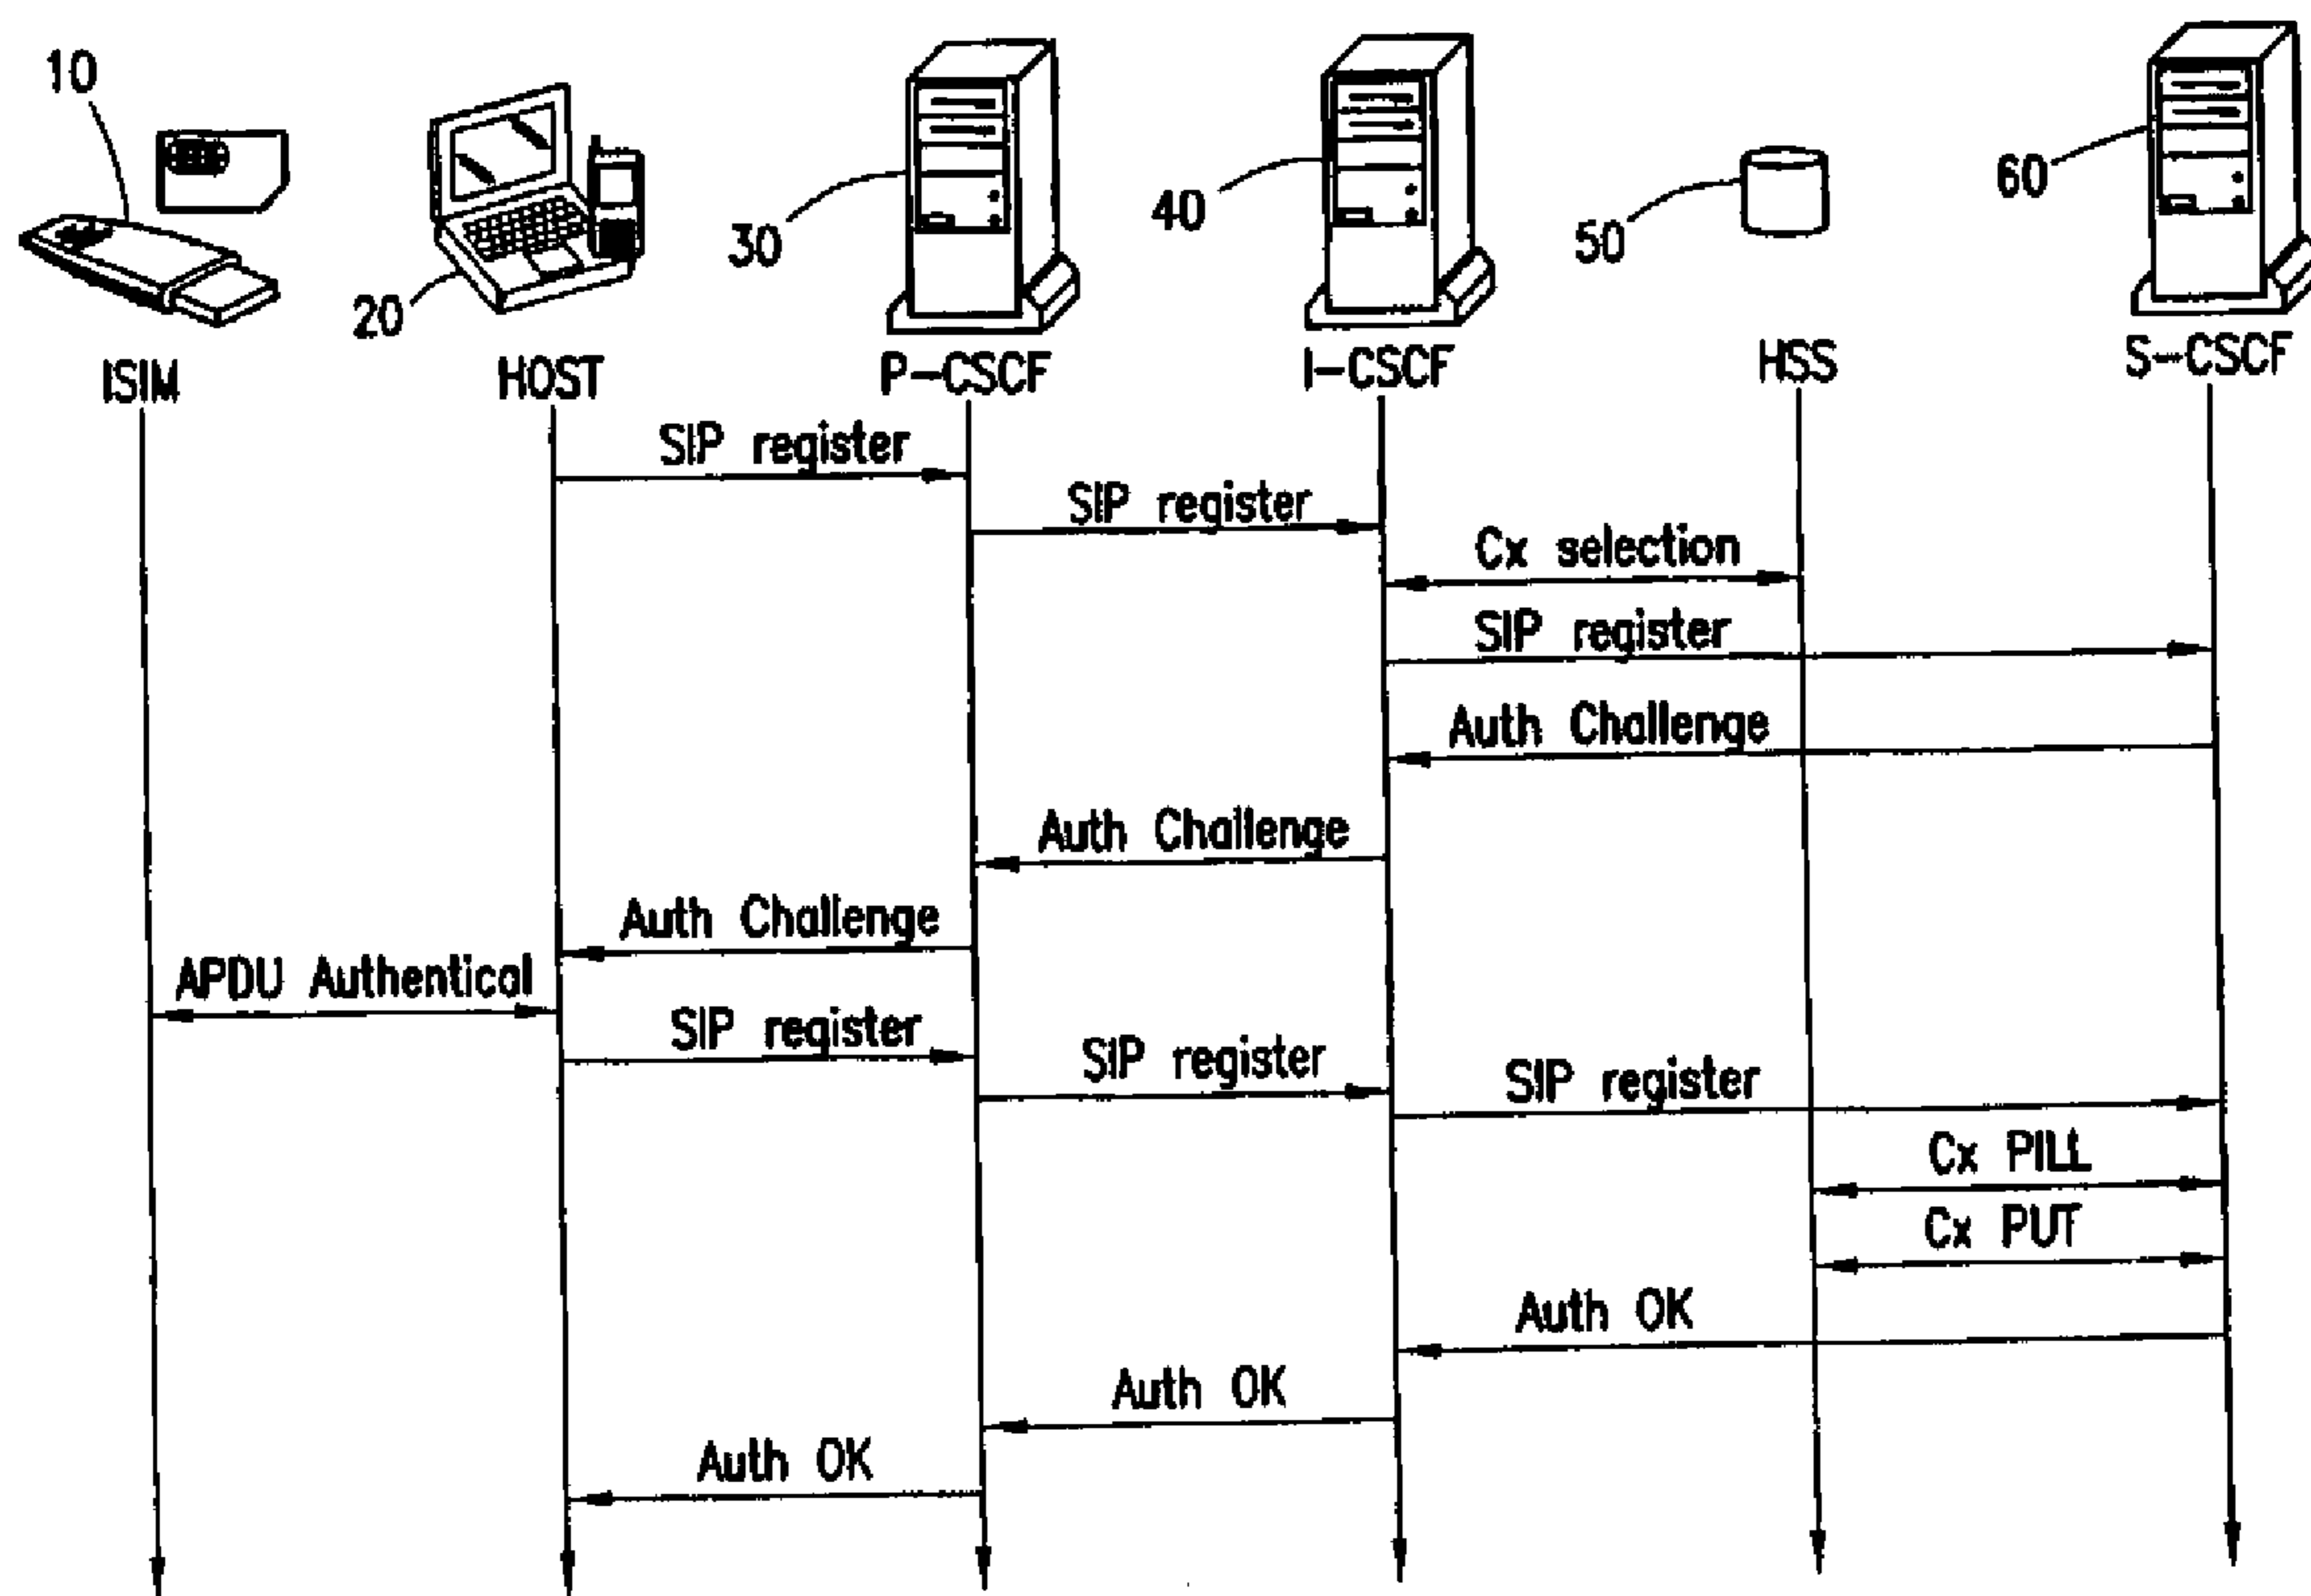 10
20
30
40
50
60
ISIM
HOST
P-CSCF
I-CSCF
HSS
S-CSCF
SIP register
SIP register
Cx selection
SIP register
Auth Challenge
Auth Challenge
Auth Challenge
APDU Authentical
SIP register
SIP register
SIP register
Cx PILL
Cx PUT
Auth OK
Auth OK
Auth OK